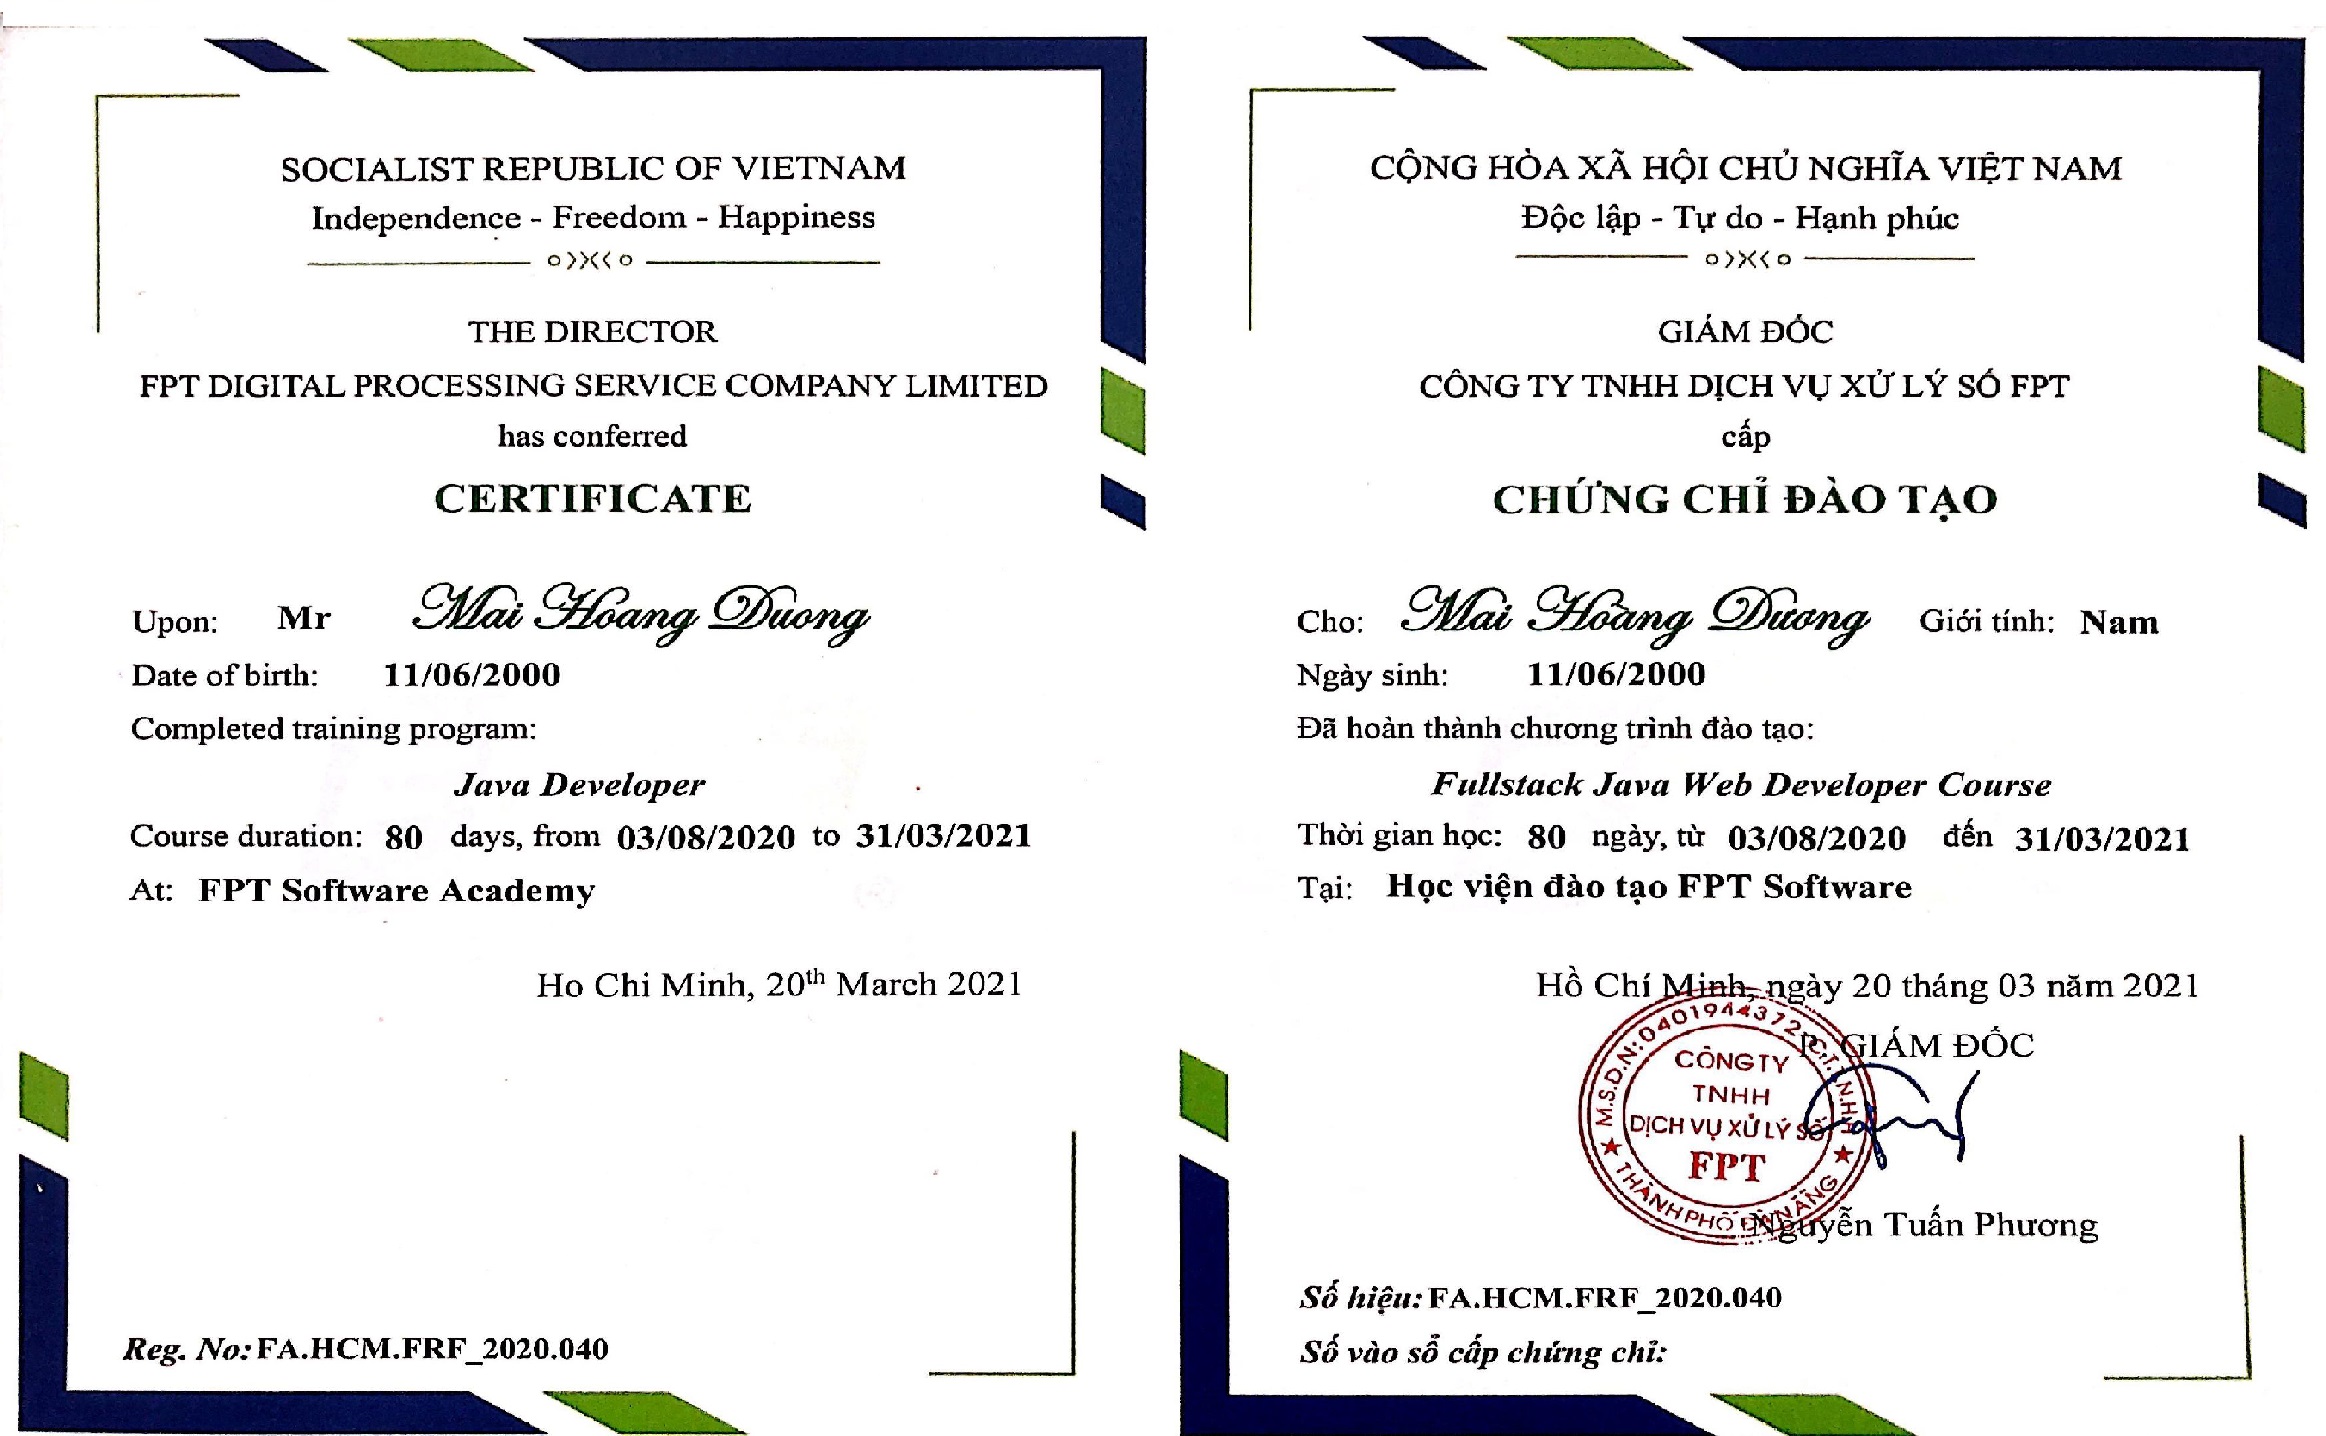 SOCIALIST REPUBLIC OF VIETNAM
Independence - Freedom - Happiness
THE DIRECTOR
FPT DIGITAL PROCESSING SERVICE COMPANY LIMITED
has conferred
CERTIFICATE
Upon: Mr Mai Hoang Duong
Date of birth: 11/06/2000
Completed training program:
Java Developer
Course duration: 80 days, from 03/08/2020 to 31/03/2021
At: FPT Software Academy
Ho Chi Minh, 20th March 2021
Reg. No: FA.HCM.FRF_2020.040
CỘNG HÒA XÃ HỘI CHỦ NGHĨA VIỆT NAM
Độc lập - Tự do - Hạnh phúc
GIÁM ĐỐC
CÔNG TY TNHH DỊCH VỤ XỬ LÝ SỐ FPT
cấp
CHỨNG CHỈ ĐÀO TẠO
Cho: Mai Hoàng Dương Giới tính: Nam
Ngày sinh: 11/06/2000
Đã hoàn thành chương trình đào tạo:
Fullstack Java Web Developer Course
Thời gian học: 80 ngày, từ 03/08/2020 đến 31/03/2021
Tại: Học viện đào tạo FPT Software
Hồ Chí Minh, ngày 20 tháng 03 năm 2021
P. GIÁM ĐỐC
M.S.D.N: 0401944372 C.T.T.N.H.H
CÔNG TY
TNHH
DỊCH VỤ XỬ LÝ SỐ
FPT
THÀNH PHỐ ĐÀ NẴNG
Nguyễn Tuấn Phương
Số hiệu: FA.HCM.FRF_2020.040
Số vào sổ cấp chứng chỉ: